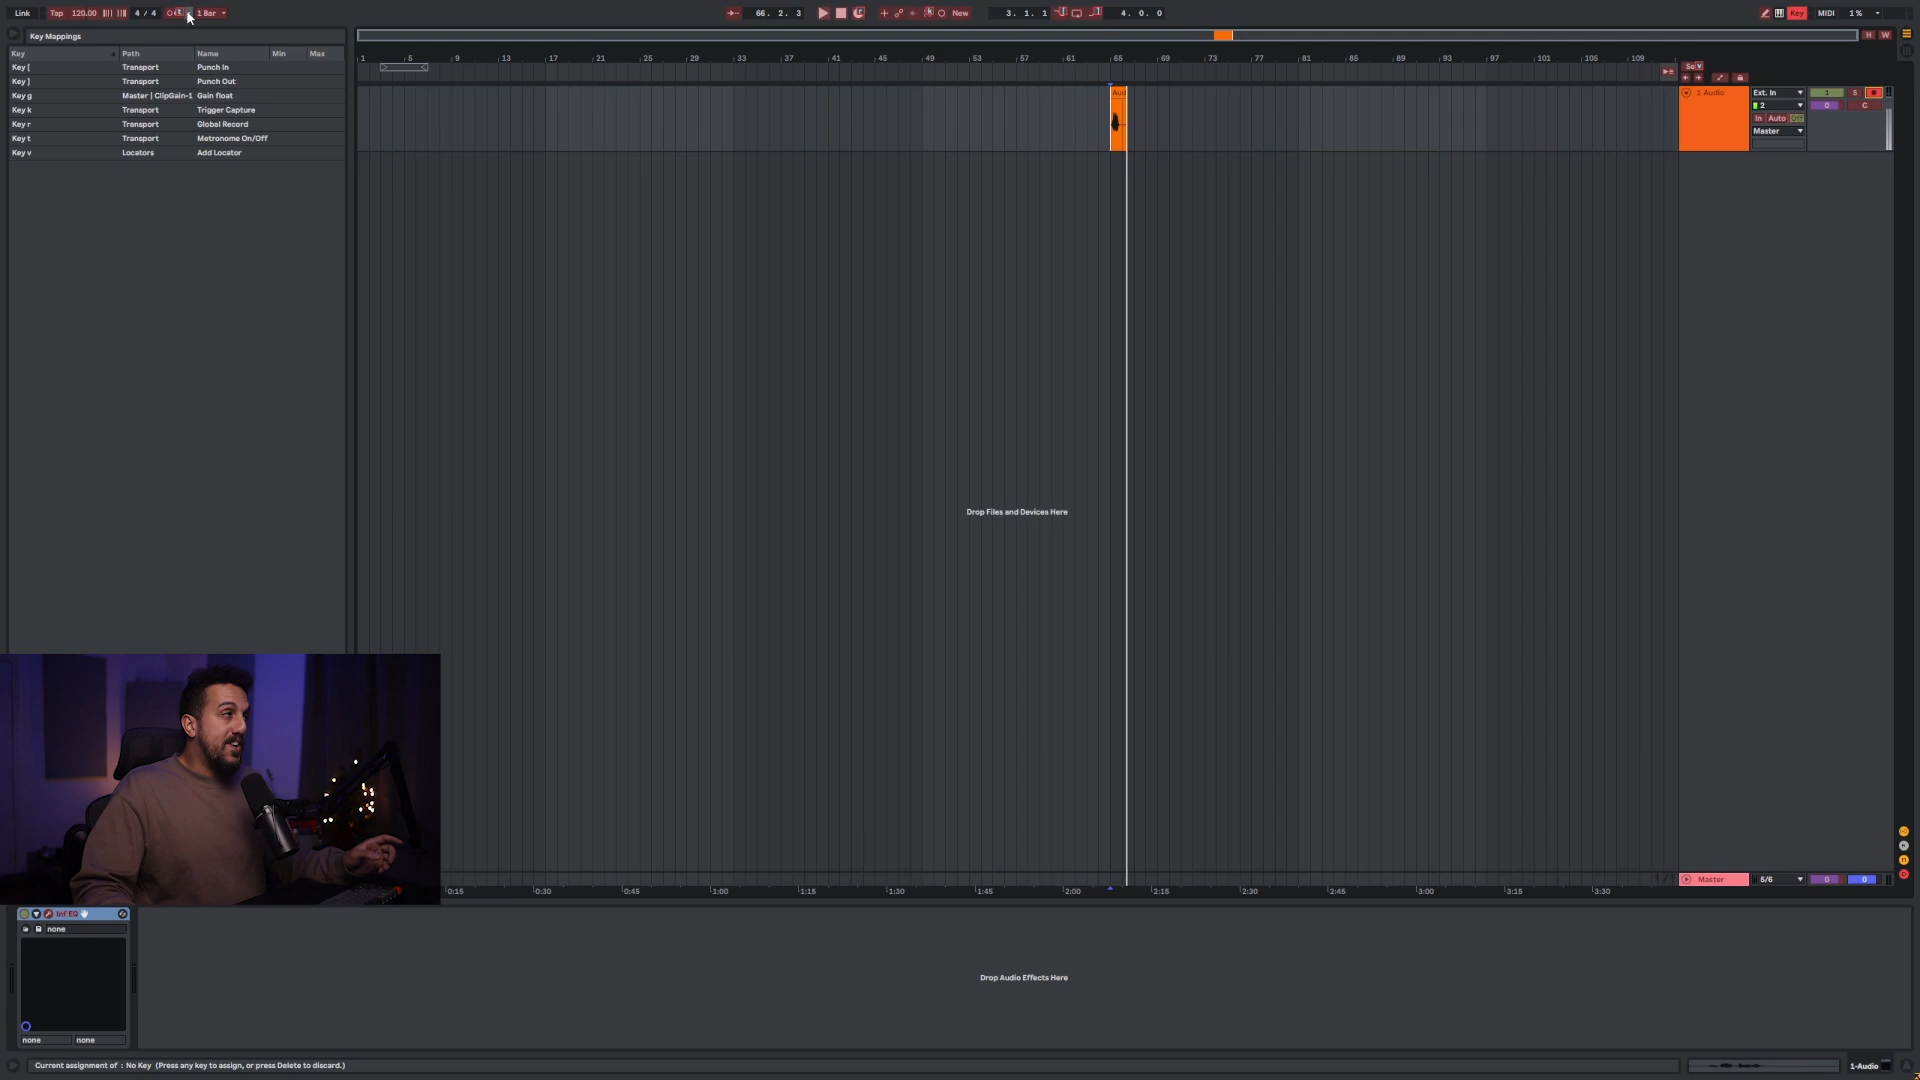 Link Tap 120.00 4 / 4 t 1 Bar 66. 2. 3 k New 3. 1. 1 [ ] 4. 0. 0 Key MIDI 1 %
Key Mappings H W
Key Path Name Min Max
Key [ Transport Punch In
Key ] Transport Punch Out
Key g Master | ClipGain-1 Gain float
Key k Transport Trigger Capture
Key r Transport Global Record
Key t Transport Metronome On/Off
Key v Locators Add Locator
1 5 9 13 17 21 25 29 33 37 41 45 49 53 57 61 65 69 73 77 81 85 89 93 97 101 105 109
Aud
1 Audio Ext. In 1 S
2 0 C
In Auto Off
Master
Drop Files and Devices Here
1/1 Master 5/6 0 0
0:15 0:30 0:45 1:00 1:15 1:30 1:45 2:00 2:15 2:30 2:45 3:00 3:15 3:30
Inf EQ
none
Drop Audio Effects Here
none none
Current assignment of : No Key (Press any key to assign, or press Delete to discard.) 1-Audio